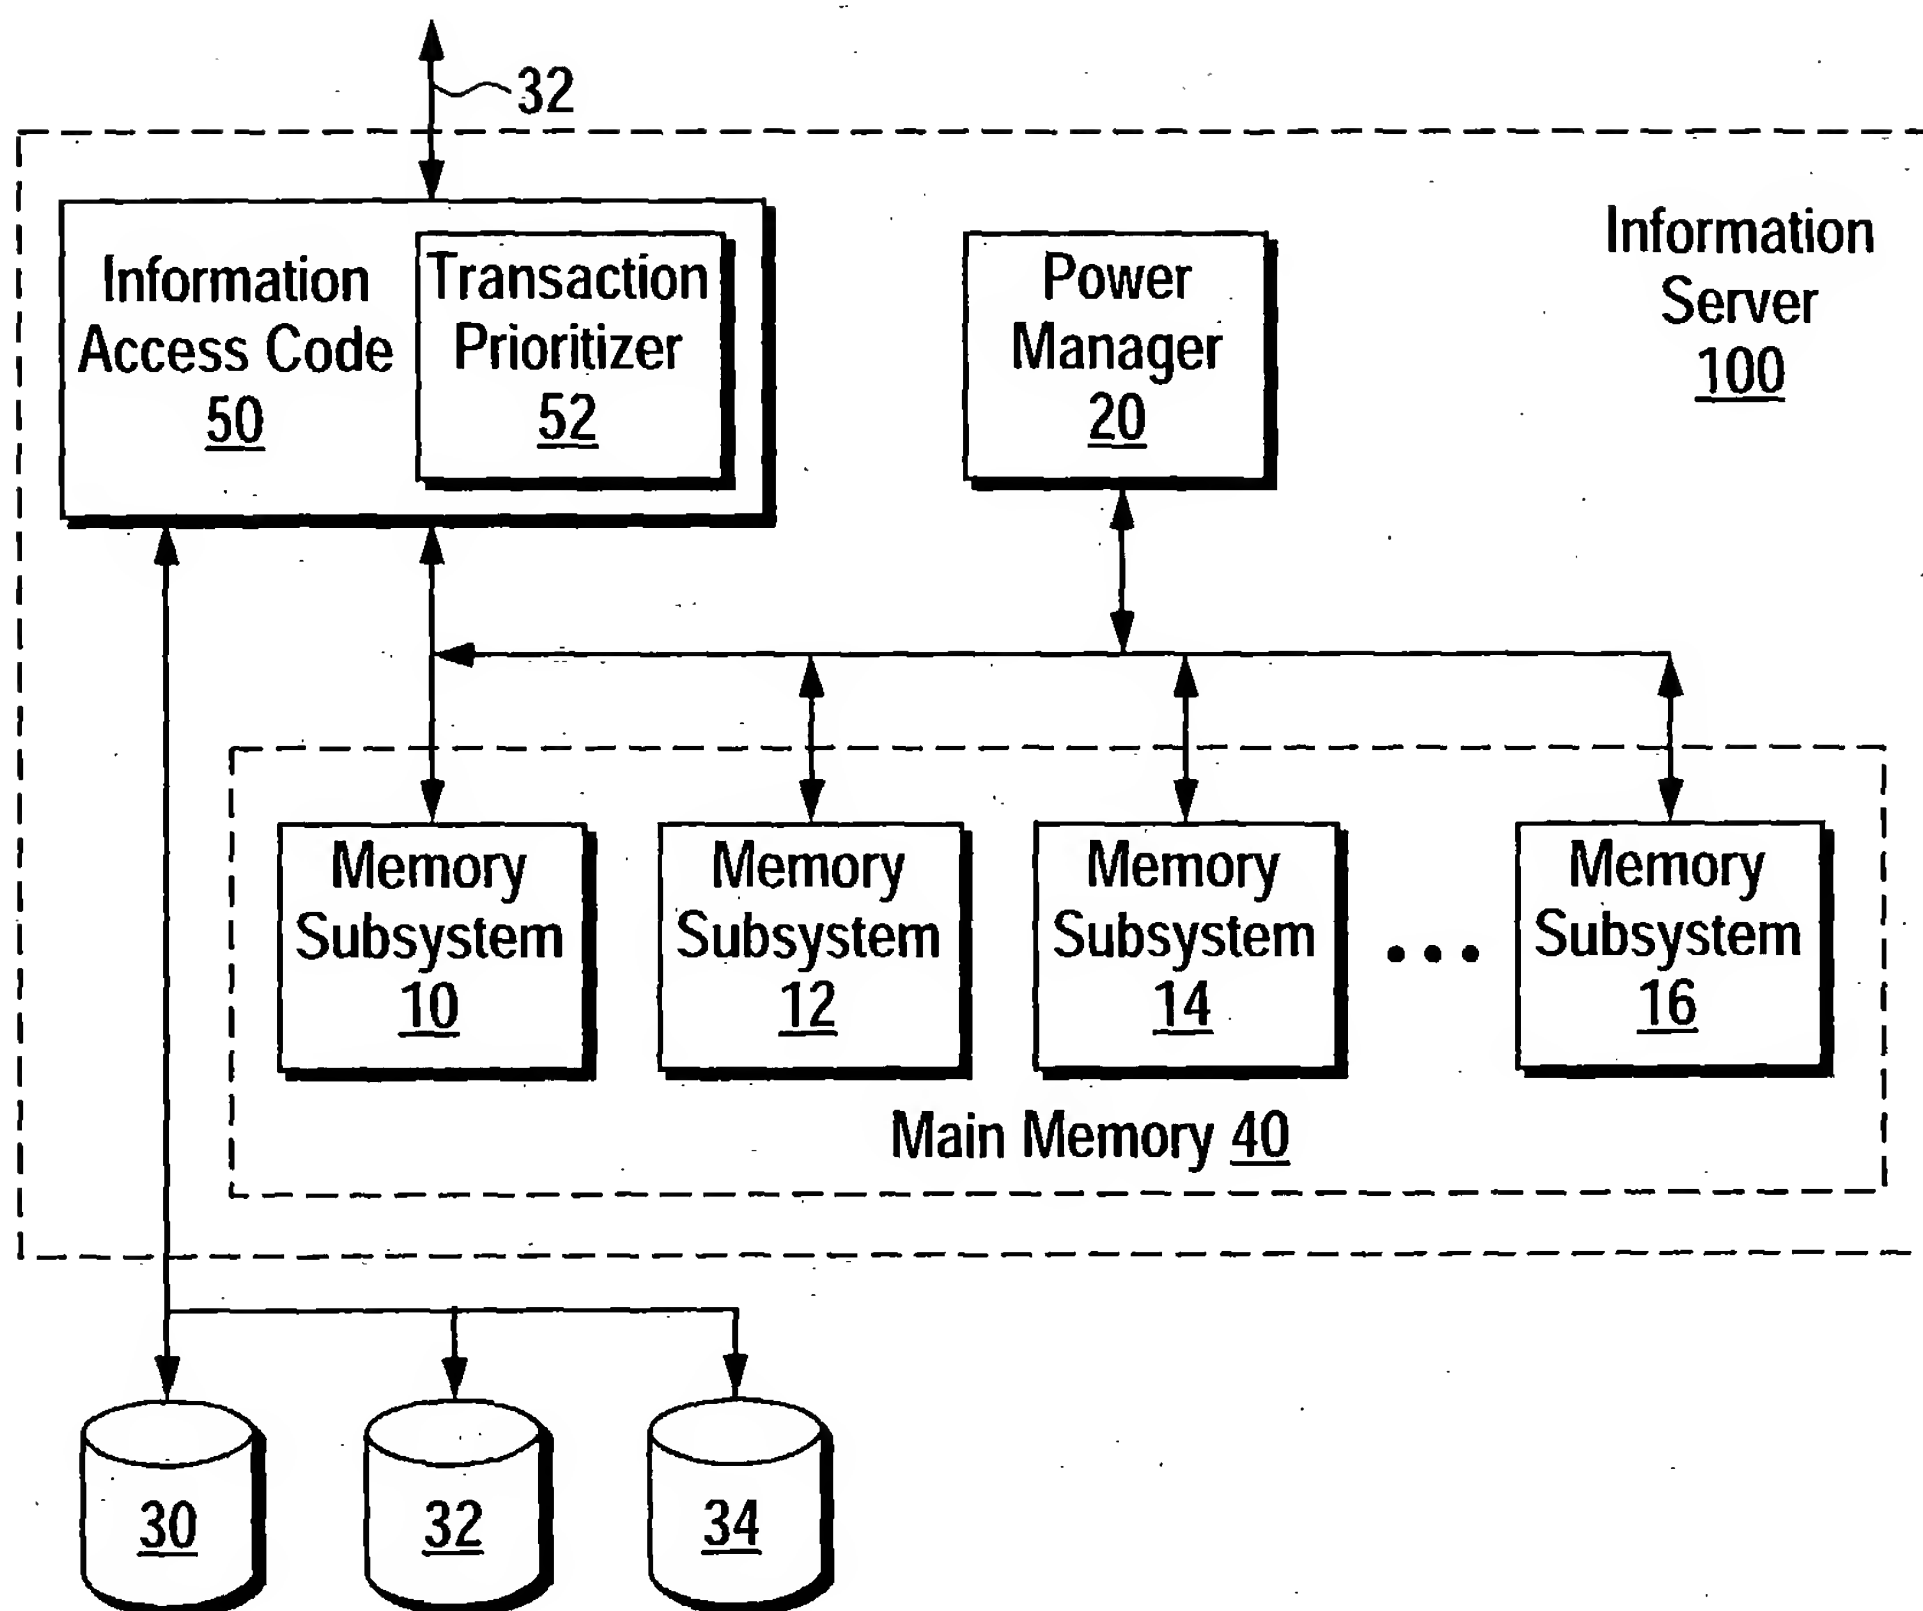 32
Information
Access Code
50
Transaction
Prioritizer
52
Power
Manager
20
Information
Server
100
Memory
Subsystem
10
Memory
Subsystem
12
Memory
Subsystem
14
Memory
Subsystem
16
Main Memory 40
30
32
34